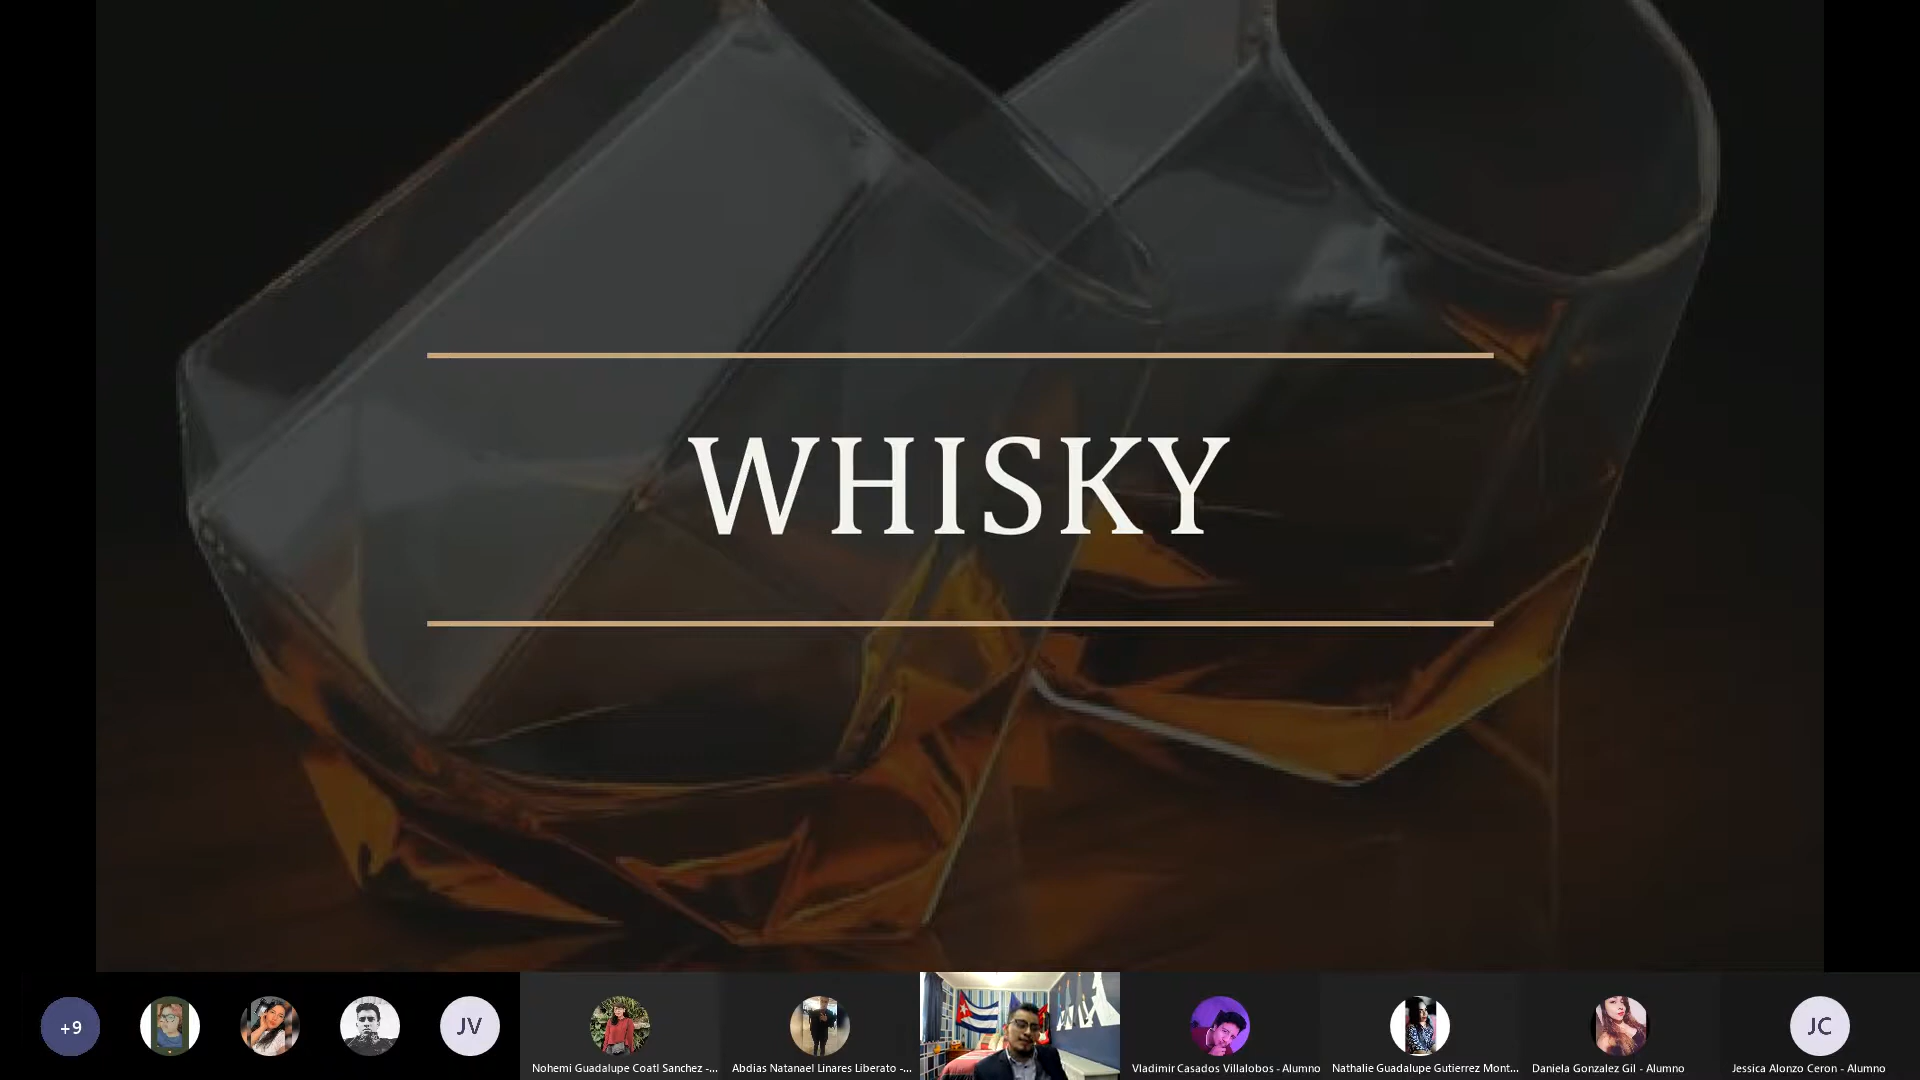 WHISKY
+9
JV
Nohemi Guadalupe Coatl Sanchez -...
Abdias Natanael Linares Liberato -...
Vladimir Casados Villalobos - Alumno
Nathalie Guadalupe Gutierrez Mont...
Daniela Gonzalez Gil - Alumno
JC
Jessica Alonzo Ceron - Alumno